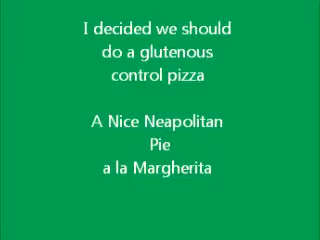 I decided we should
do a glutenous
control pizza
A Nice Neapolitan
Pie
a la Margherita